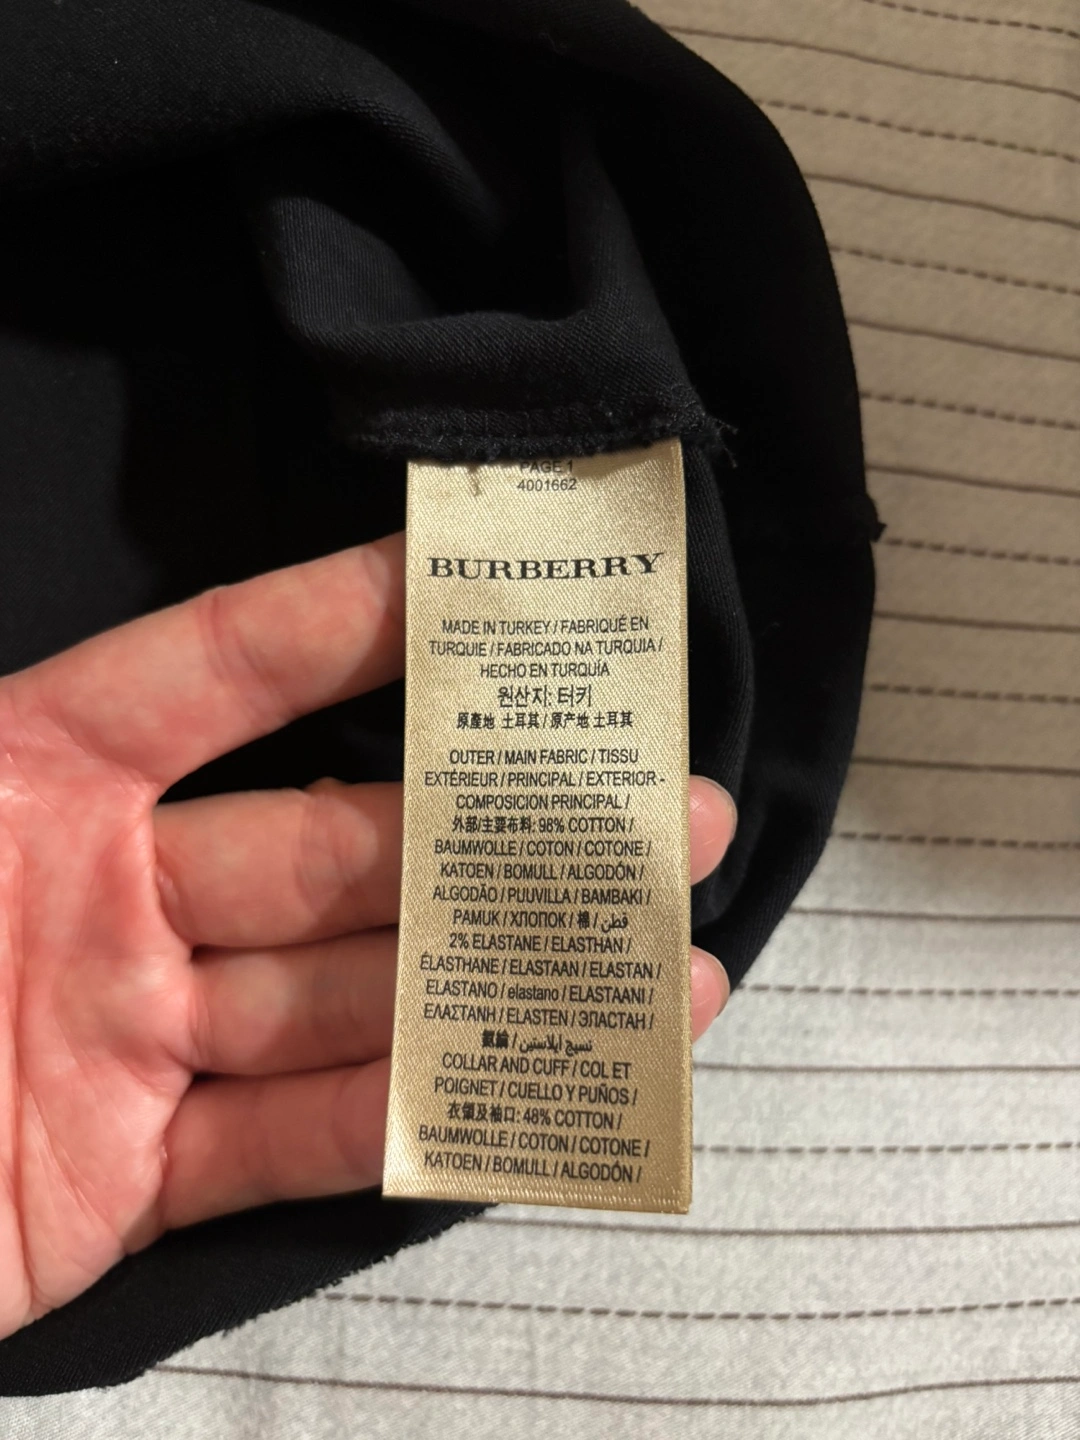 PAGE 1
4001662
BURBERRY
MADE IN TURKEY / FABRIQUÉ EN
TURQUIE / FABRICADO NA TURQUIA /
HECHO EN TURQUÍA
원산지: 터키
原產地 土耳其 / 原产地 土耳其
OUTER / MAIN FABRIC / TISSU
EXTÉRIEUR / PRINCIPAL / EXTERIOR -
COMPOSICION PRINCIPAL /
外部/主要布料: 98% COTTON /
BAUMWOLLE / COTON / COTONE /
KATOEN / BOMULL / ALGODÓN /
ALGODÃO / PUUVILLA / BAMBAKI /
PAMUK / ХЛОПОК / 棉 / قطن
2% ELASTANE / ELASTHAN /
ÉLASTHANE / ELASTAAN / ELASTAN /
ELASTANO / elastano / ELASTAANI /
ΕΛΑΣΤΑΝΗ / ELASTEN / ЭЛАСТАН /
/ نسيج إيلاستين
COLLAR AND CUFF / COL ET
POIGNET / CUELLO Y PUÑOS /
衣領及袖口: 48% COTTON /
BAUMWOLLE / COTON / COTONE /
KATOEN / BOMULL / ALGODÓN /